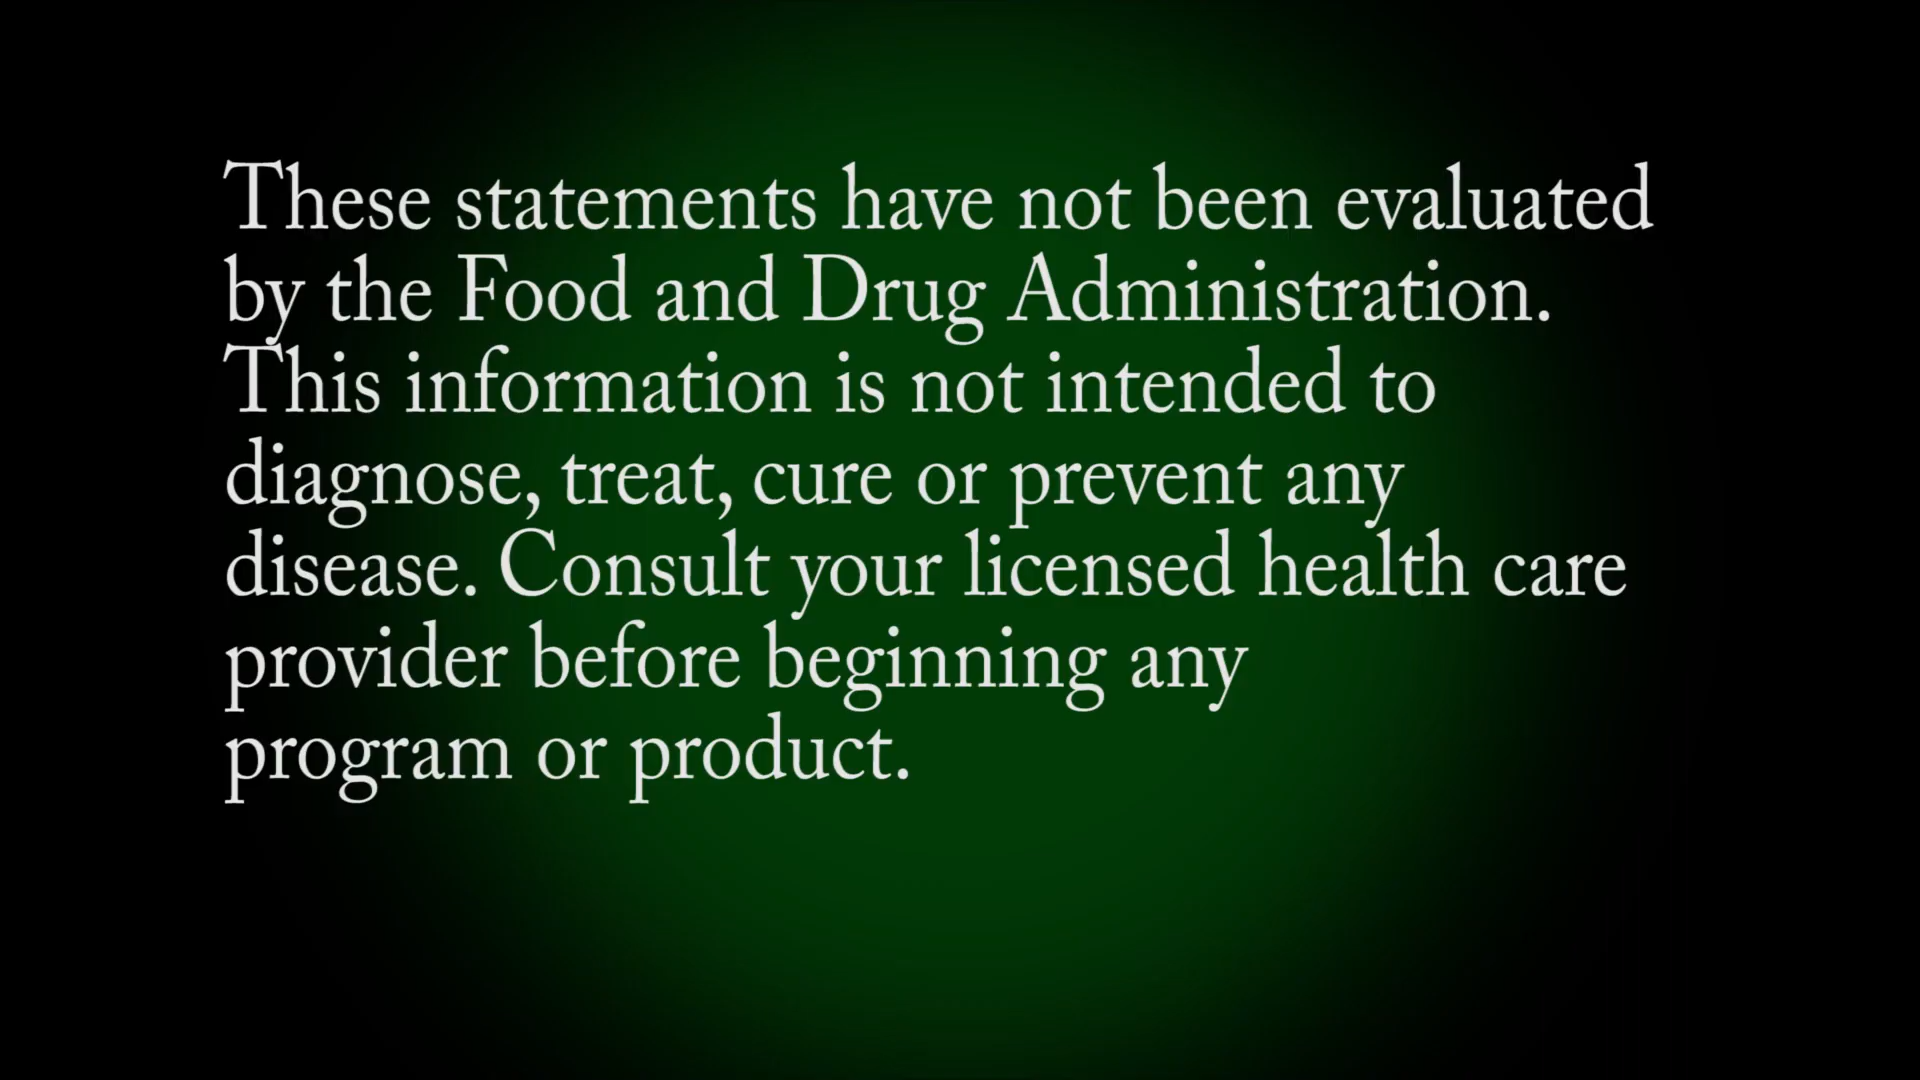 These statements have not been evaluated
by the Food and Drug Administration.
This information is not intended to
diagnose, treat, cure or prevent any
disease. Consult your licensed health care
provider before beginning any
program or product.